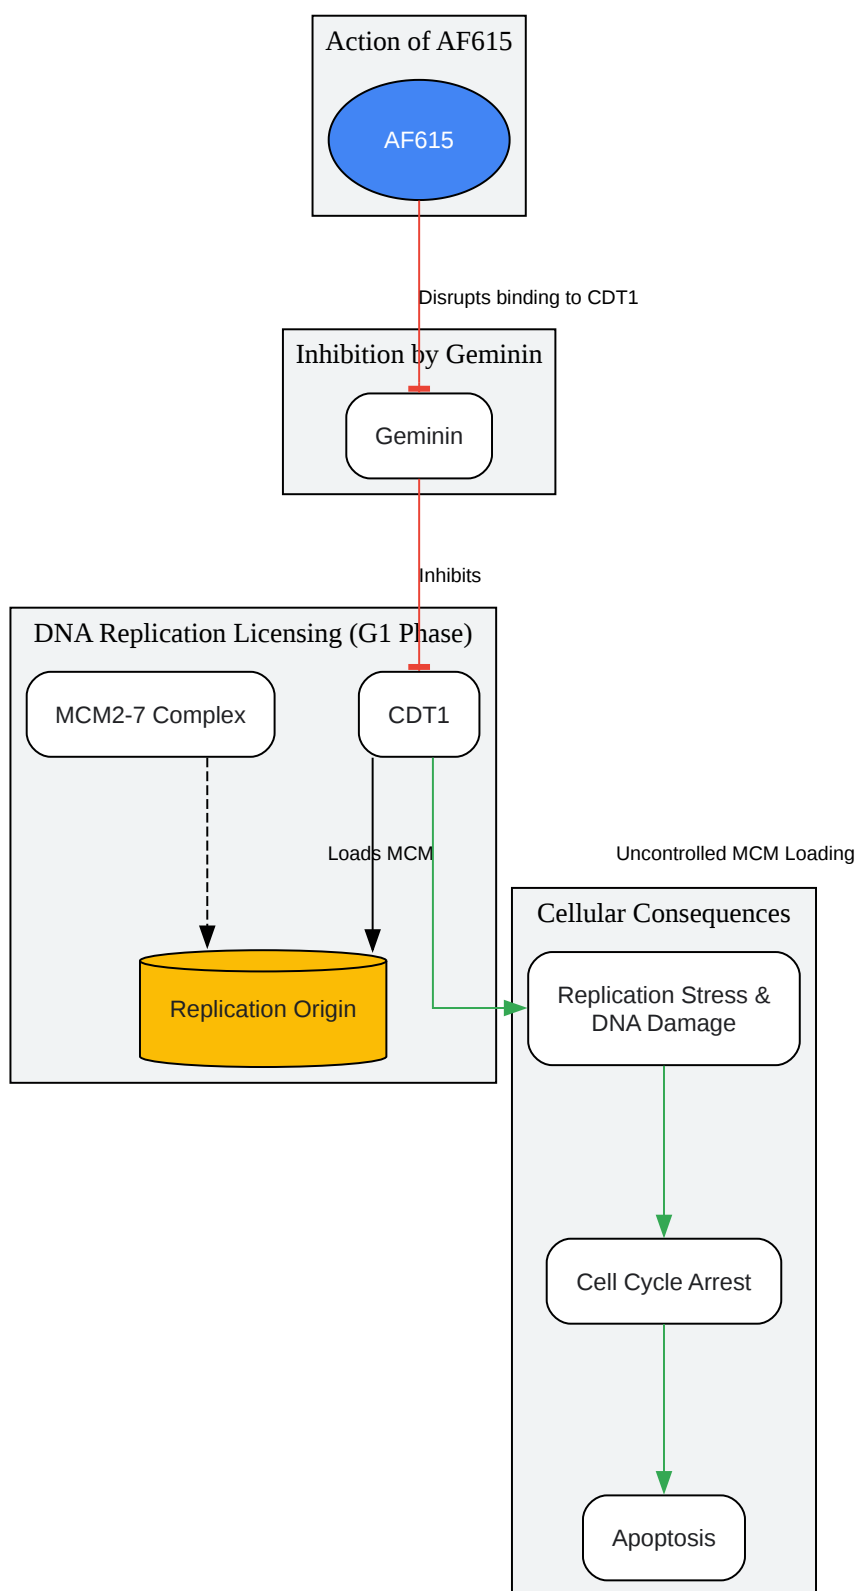 Action of AF615
AF615
Disrupts binding to CDT1
Inhibition by Geminin
Geminin
Inhibits
DNA Replication Licensing (G1 Phase)
MCM2-7 Complex
CDT1
Loads MCM
Uncontrolled MCM Loading
Cellular Consequences
Replication Origin
Replication Stress &
DNA Damage
Cell Cycle Arrest
Apoptosis